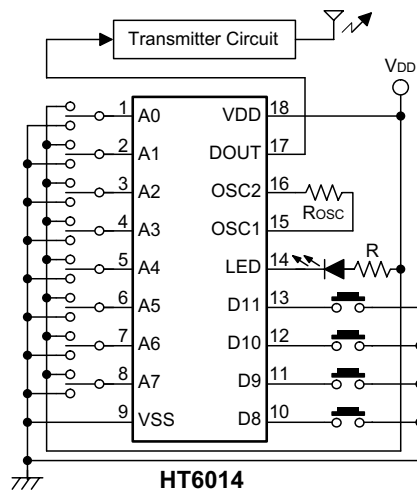 Transmitter Circuit
VDD
1 A0 VDD 18
2 A1 DOUT 17
3 A2 OSC2 16
ROSC
4 A3 OSC1 15
5 A4 LED 14 R
6 A5 D11 13
7 A6 D10 12
8 A7 D9 11
9 VSS D8 10
HT6014